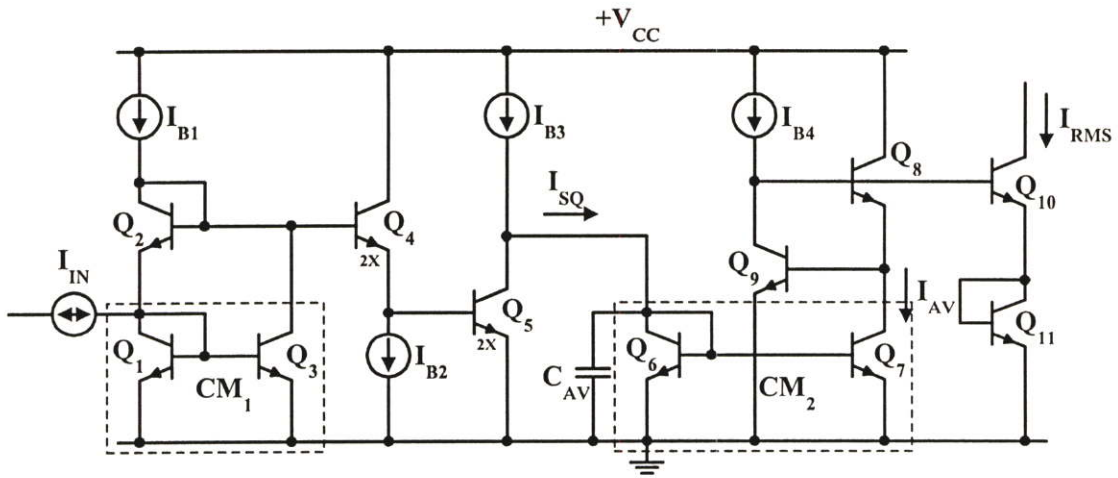 +V_CC
I_B1
I_B3
I_B4
I_RMS
Q_8
Q_2
Q_4
2X
I_SQ
Q_10
I_IN
Q_9
I_AV
Q_5
2X
Q_1
Q_3
I_B2
Q_6
Q_7
Q_11
CM_1
C_AV
CM_2